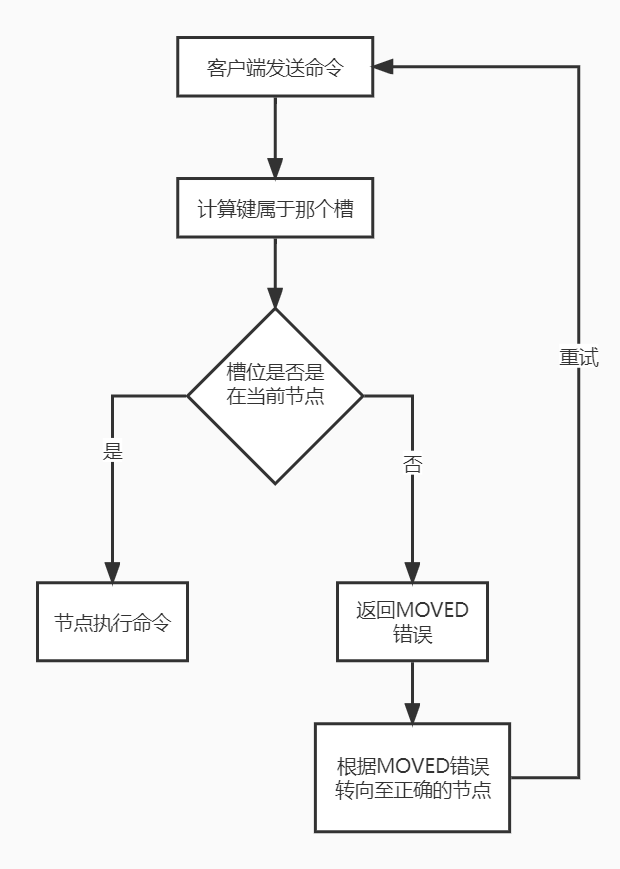 客户端发送命令
计算键属于那个槽
槽位是否是
在当前节点
是
否
重试
节点执行命令
返回MOVED
错误
根据MOVED错误
转向至正确的节点